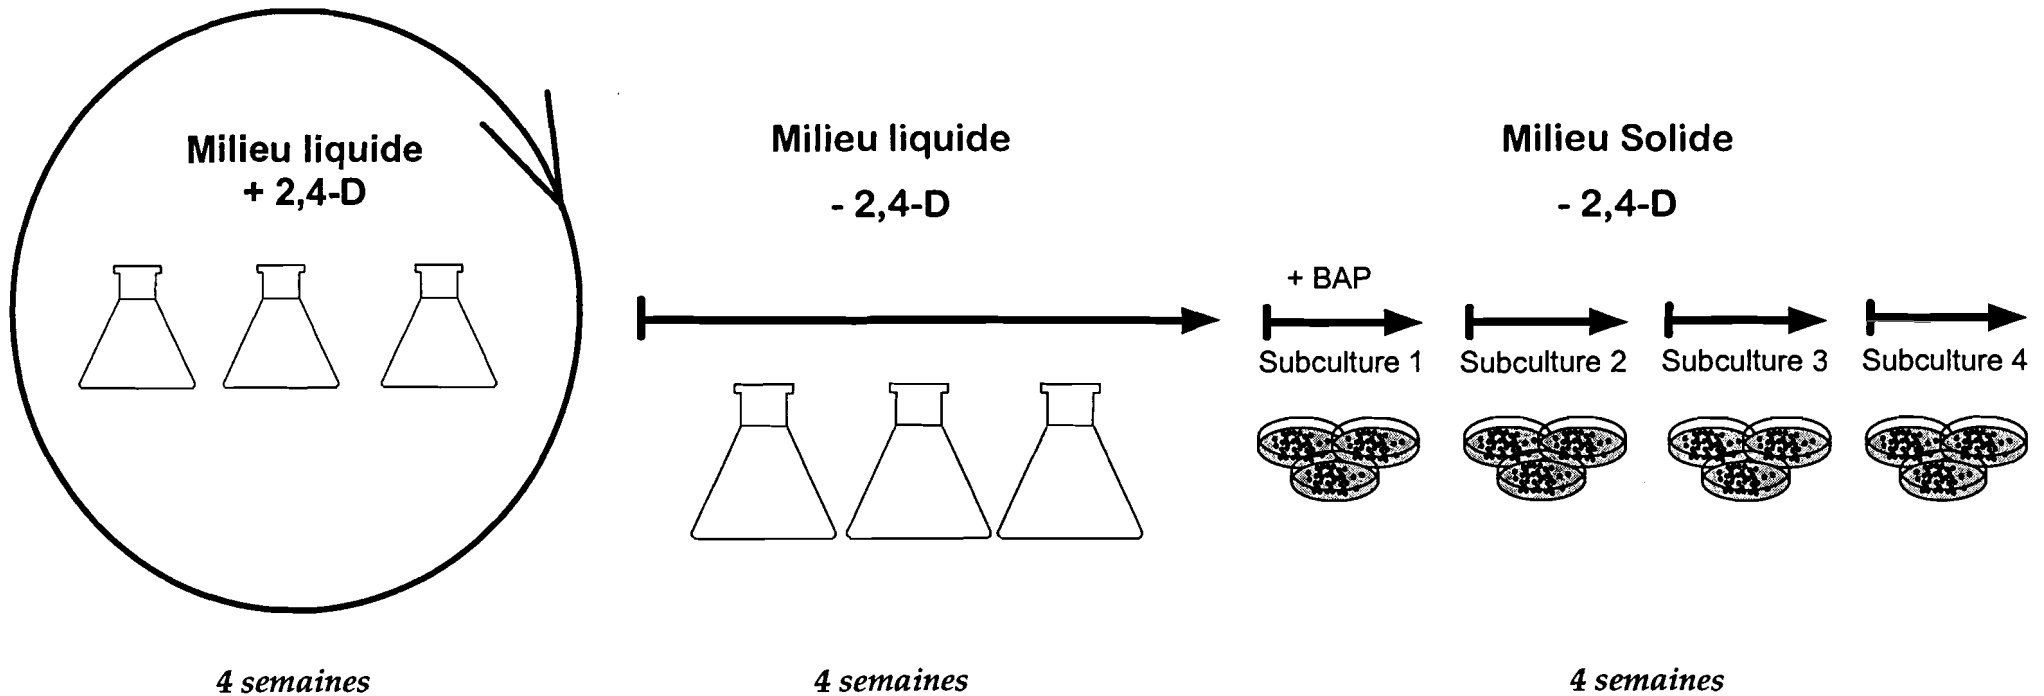 Milieu liquide
+ 2,4-D
4 semaines
Milieu liquide
- 2,4-D
4 semaines
Milieu Solide
- 2,4-D
+ BAP
Subculture 1
Subculture 2
Subculture 3
Subculture 4
4 semaines